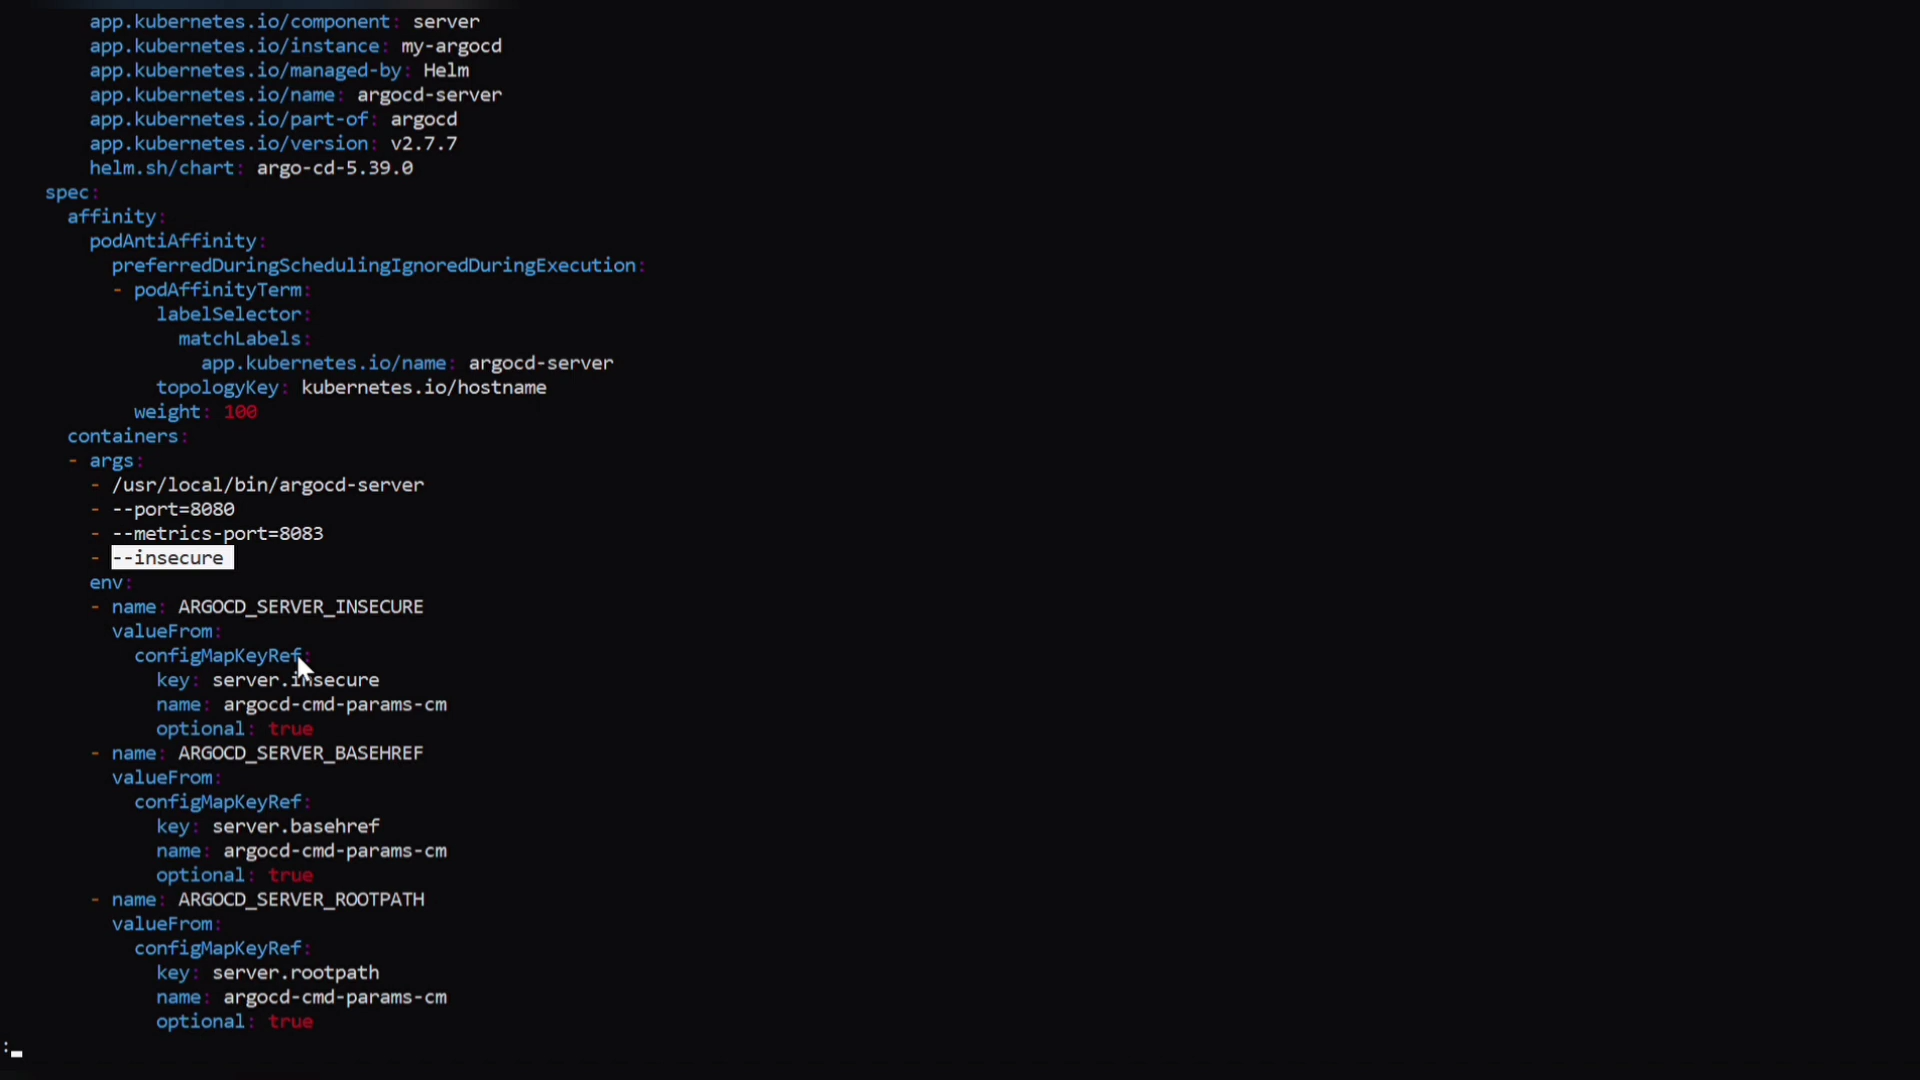 app.kubernetes.io/component: server
app.kubernetes.io/instance: my-argocd
app.kubernetes.io/managed-by: Helm
app.kubernetes.io/name: argocd-server
app.kubernetes.io/part-of: argocd
app.kubernetes.io/version: v2.7.7
helm.sh/chart: argo-cd-5.39.0
spec:
affinity:
podAntiAffinity:
preferredDuringSchedulingIgnoredDuringExecution:
- podAffinityTerm:
labelSelector:
matchLabels:
app.kubernetes.io/name: argocd-server
topologyKey: kubernetes.io/hostname
weight: 100
containers:
- args:
- /usr/local/bin/argocd-server
- --port=8080
- --metrics-port=8083
- --insecure
env:
- name: ARGOCD_SERVER_INSECURE
valueFrom:
configMapKeyRef:
key: server.insecure
name: argocd-cmd-params-cm
optional: true
- name: ARGOCD_SERVER_BASEHREF
valueFrom:
configMapKeyRef:
key: server.basehref
name: argocd-cmd-params-cm
optional: true
- name: ARGOCD_SERVER_ROOTPATH
valueFrom:
configMapKeyRef:
key: server.rootpath
name: argocd-cmd-params-cm
optional: true
: